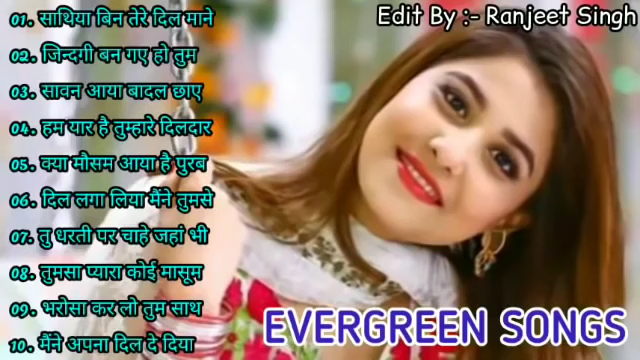 Edit By :- Ranjeet Singh
01. साथिया बिन तेरे दिल माने
02. जिन्दगी बन गए हो तुम
03. सावन आया बादल छाए
04. हम यार है तुम्हारे दिलदार
05. क्या मौसम आया है पुरब
06. दिल लगा लिया मैंने तुमसे
07. तु धरती पर चाहे जहां भी
08. तुमसा प्यारा कोई मासूम
09. भरोसा कर लो तुम साथ
10. मैंने अपना दिल दे दिया
EVERGREEN SONGS